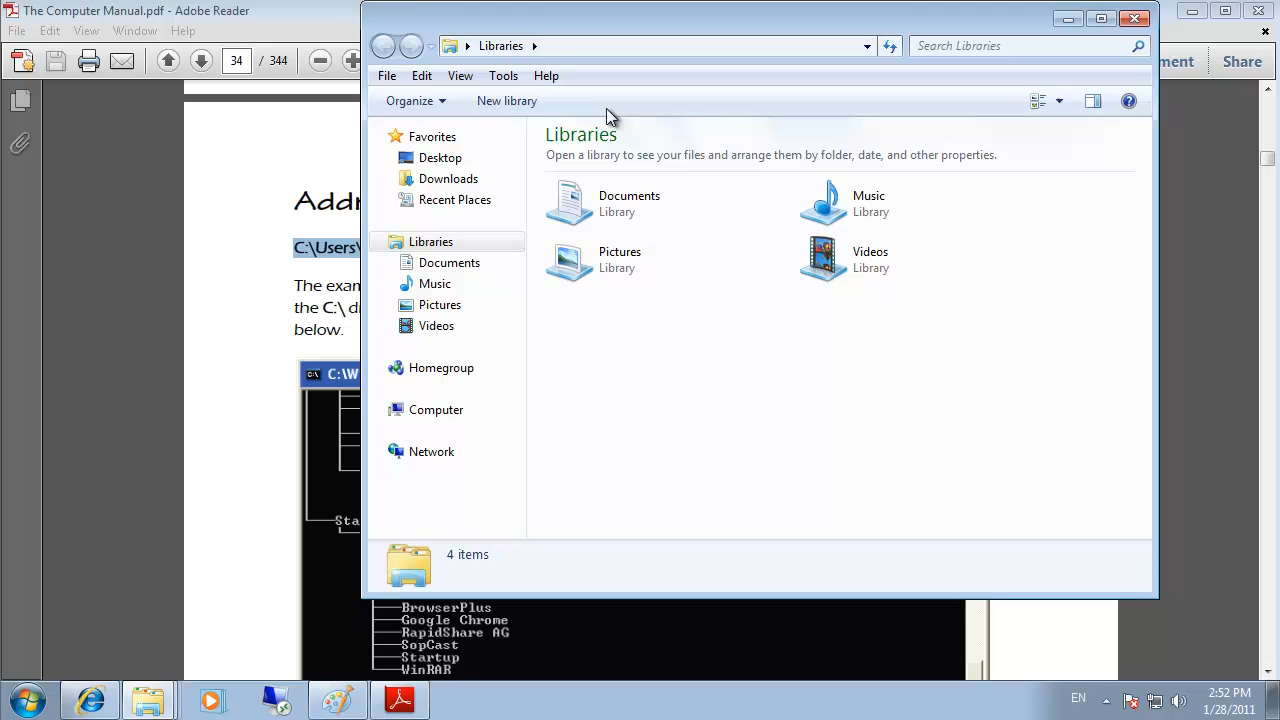 The Computer Manual.pdf - Adobe Reader
File Edit View Window Help
34 / 344
ment Share
Addr
C:\Users\
The exam
the C:\ d
below.
C:\W
Sta
BrowserPlus
Google Chrome
RapidShare AG
SopCast
Startup
WinRAR
Libraries
Search Libraries
File Edit View Tools Help
Organize New library
Favorites
Desktop
Downloads
Recent Places
Libraries
Documents
Music
Pictures
Videos
Homegroup
Computer
Network
Libraries
Open a library to see your files and arrange them by folder, date, and other properties.
Documents
Library
Music
Library
Pictures
Library
Videos
Library
4 items
EN
2:52 PM
1/28/2011